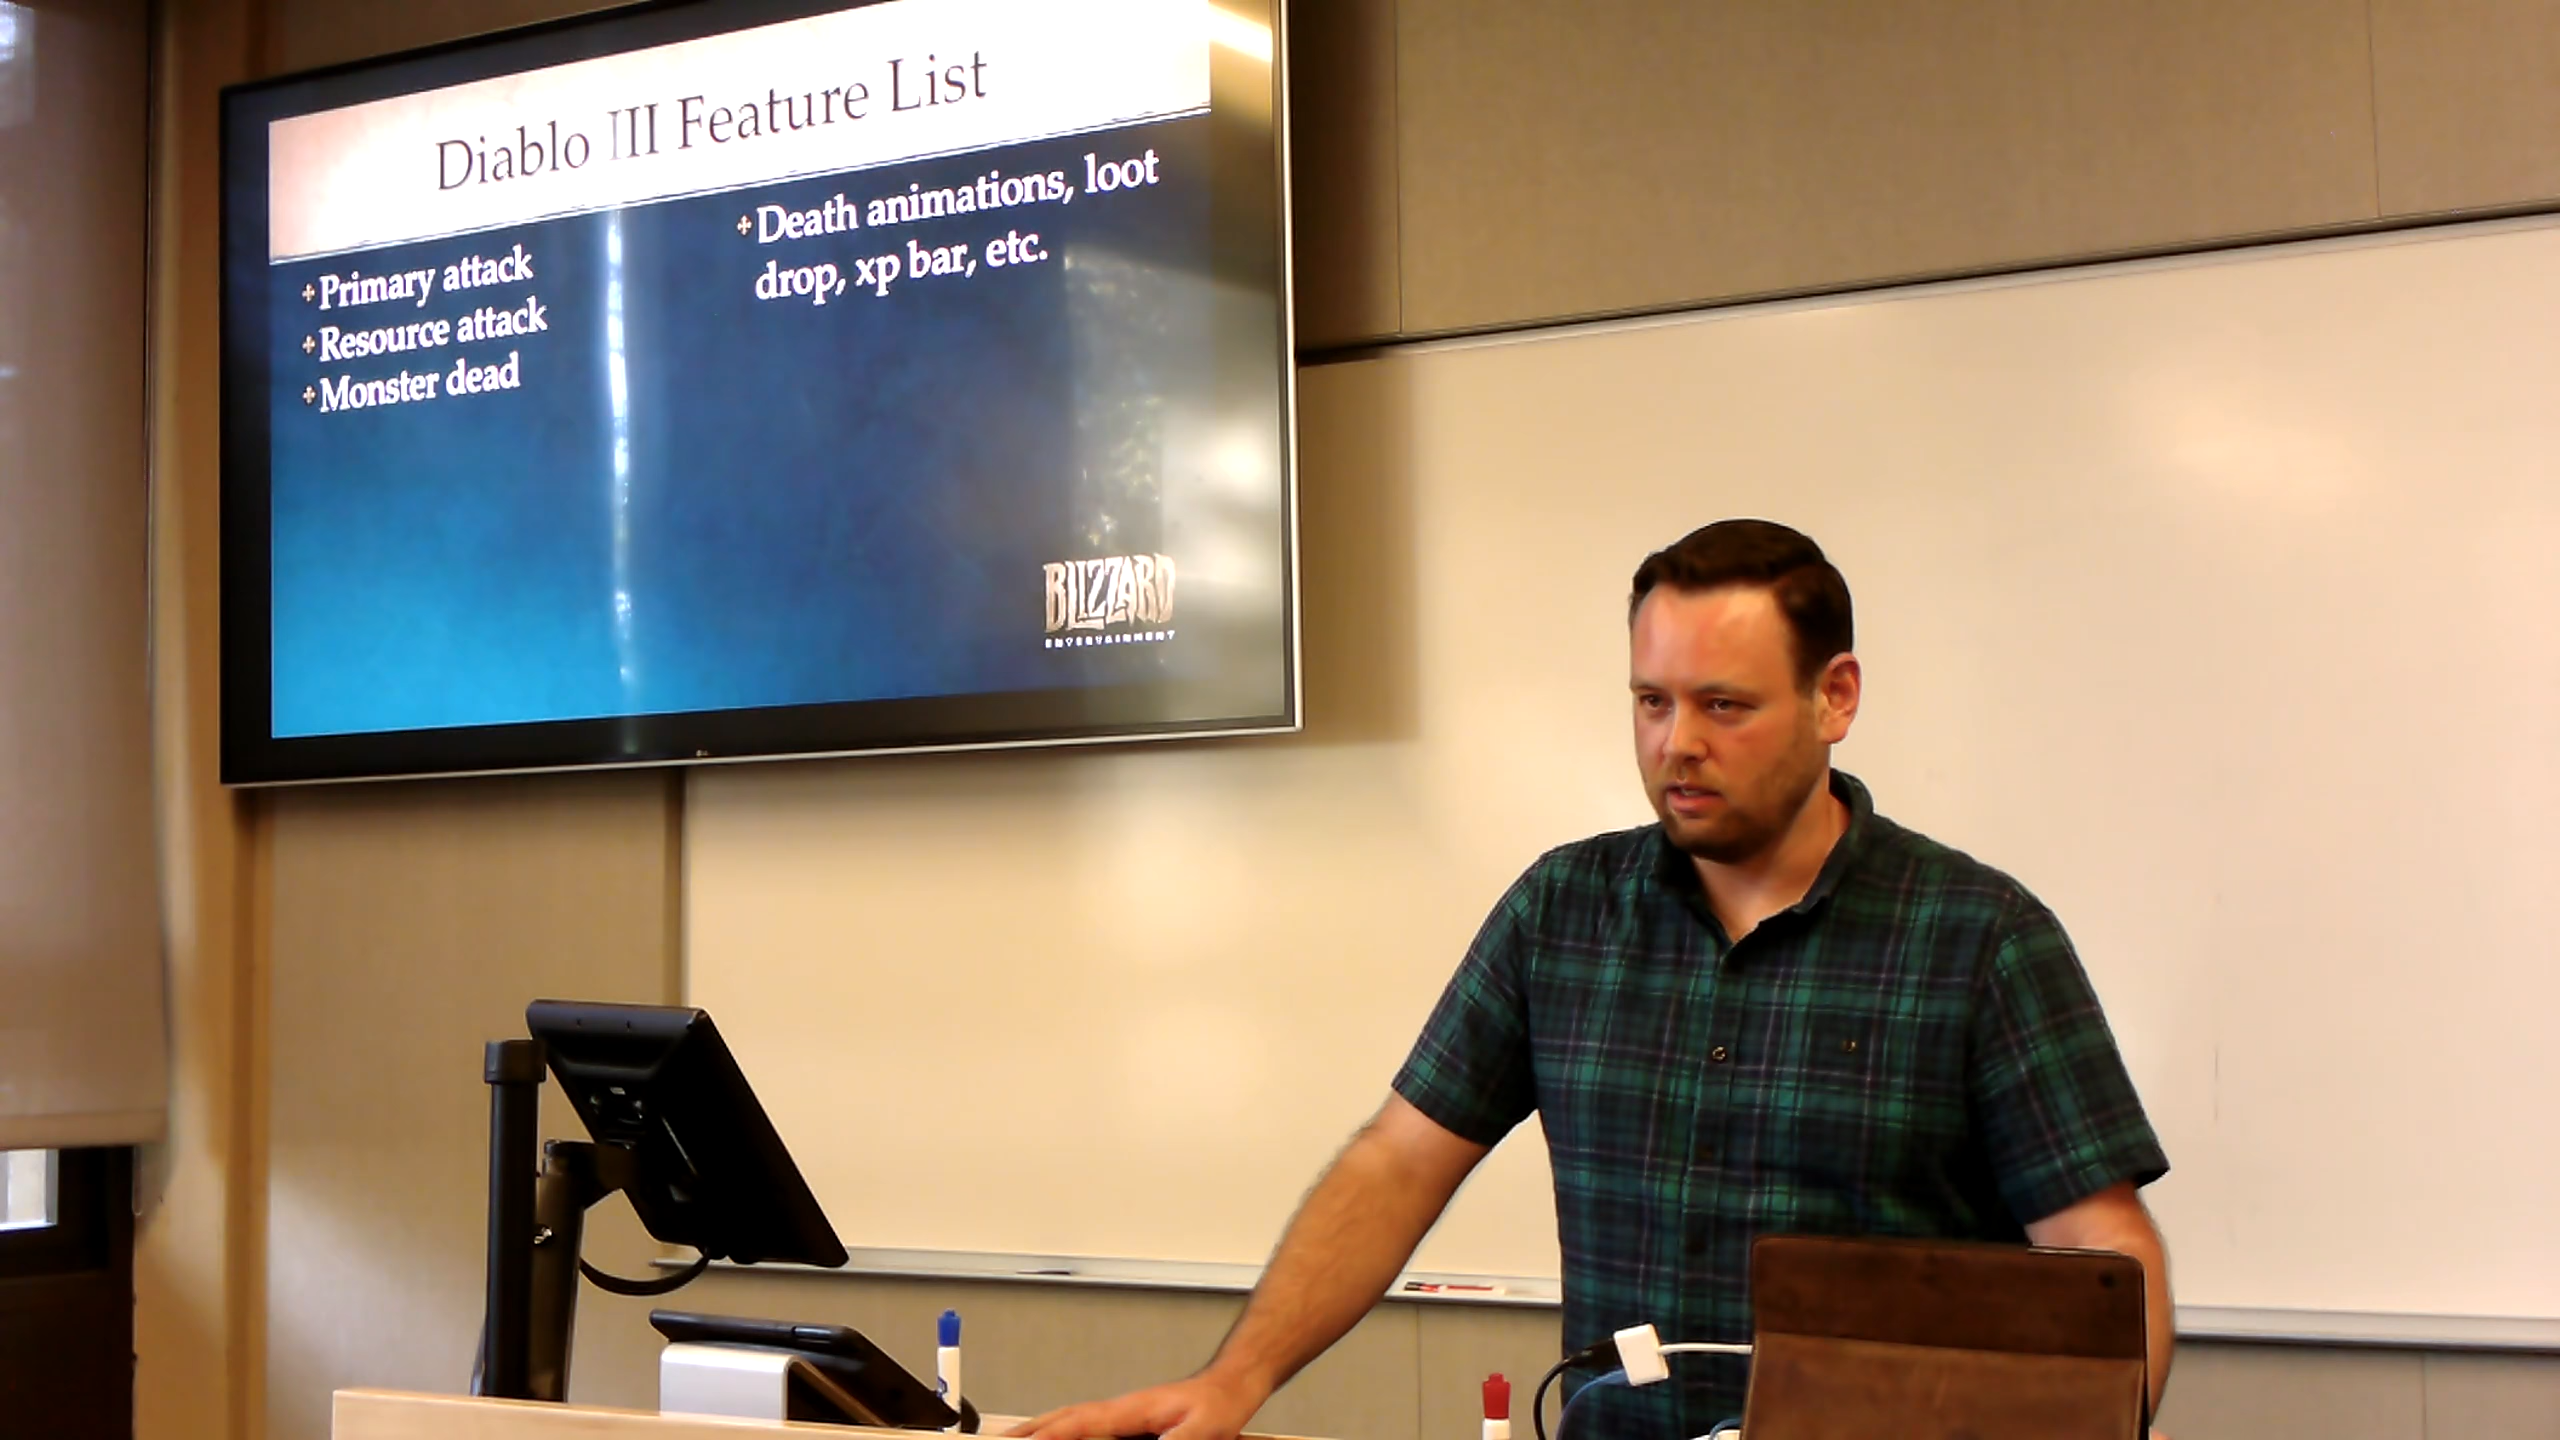 Diablo III Feature List
Primary attack
Resource attack
Monster dead
Death animations, loot
drop, xp bar, etc.
BLIZZARD
ENTERTAINMENT